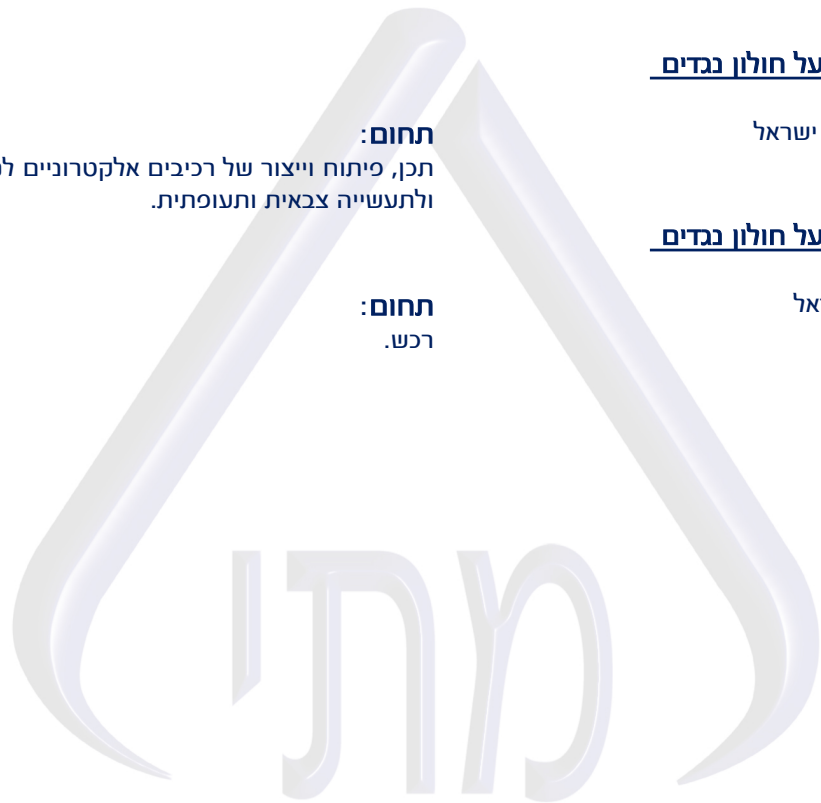 על חולון נגדים
ישראל
תחום:
תכן, פיתוח וייצור של רכיבים אלקטרוניים
ולתעשייה צבאית ותעופתית.
על חולון נגדים
תחום:
רכש.
מתי